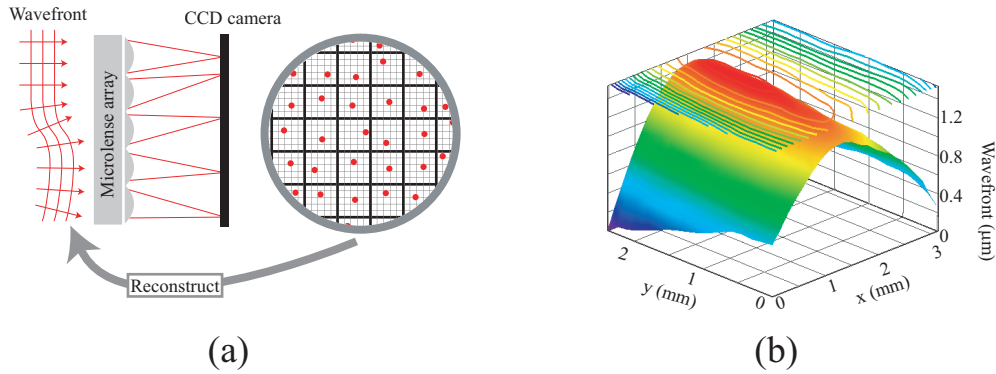 Wavefront
CCD camera
Microlense array
Reconstruct
(a)
1.2
0.8
0.4
0
Wavefront (μm)
2
1
0
y (mm)
0
1
2
3
x (mm)
(b)